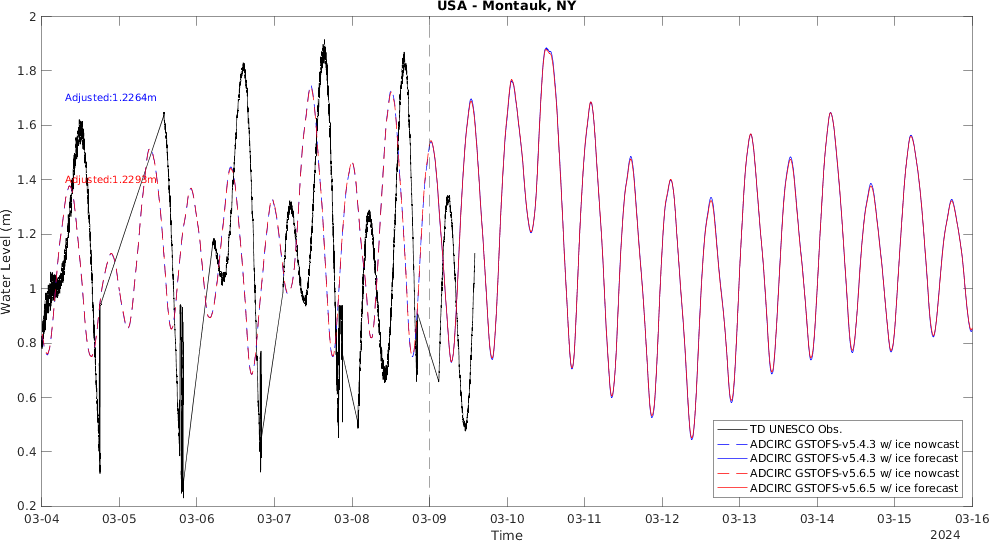 USA - Montauk, NY
2
1.8
1.6
1.4
1.2
1
0.8
0.6
0.4
0.2
Water Level (m)
Adjusted:1.2264m
Adjusted:1.2293m
TD UNESCO Obs.
ADCIRC GSTOFS-v5.4.3 w/ ice nowcast
ADCIRC GSTOFS-v5.4.3 w/ ice forecast
ADCIRC GSTOFS-v5.6.5 w/ ice nowcast
ADCIRC GSTOFS-v5.6.5 w/ ice forecast
03-04 03-05 03-06 03-07 03-08 03-09 03-10 03-11 03-12 03-13 03-14 03-15 03-16
Time
2024